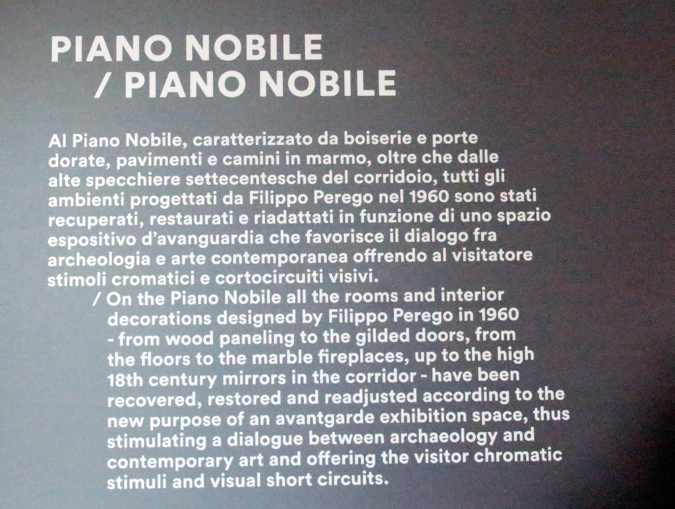 PIANO NOBILE
/ PIANO NOBILE
Al Piano Nobile, caratterizzato da boiserie e porte
dorate, pavimenti e camini in marmo, oltre che dalle
alte specchiere settecentesche del corridoio, tutti gli
ambienti progettati da Filippo Perego nel 1960 sono stati
recuperati, restaurati e riadattati in funzione di uno spazio
espositivo d'avanguardia che favorisce il dialogo fra
archeologia e arte contemporanea offrendo al visitatore
stimoli cromatici e cortocircuiti visivi.
/ On the Piano Nobile all the rooms and interior
decorations designed by Filippo Perego in 1960
- from wood paneling to the gilded doors, from
the floors to the marble fireplaces, up to the high
18th century mirrors in the corridor - have been
recovered, restored and readjusted according to the
new purpose of an avantgarde exhibition space, thus
stimulating a dialogue between archaeology and
contemporary art and offering the visitor chromatic
stimuli and visual short circuits.